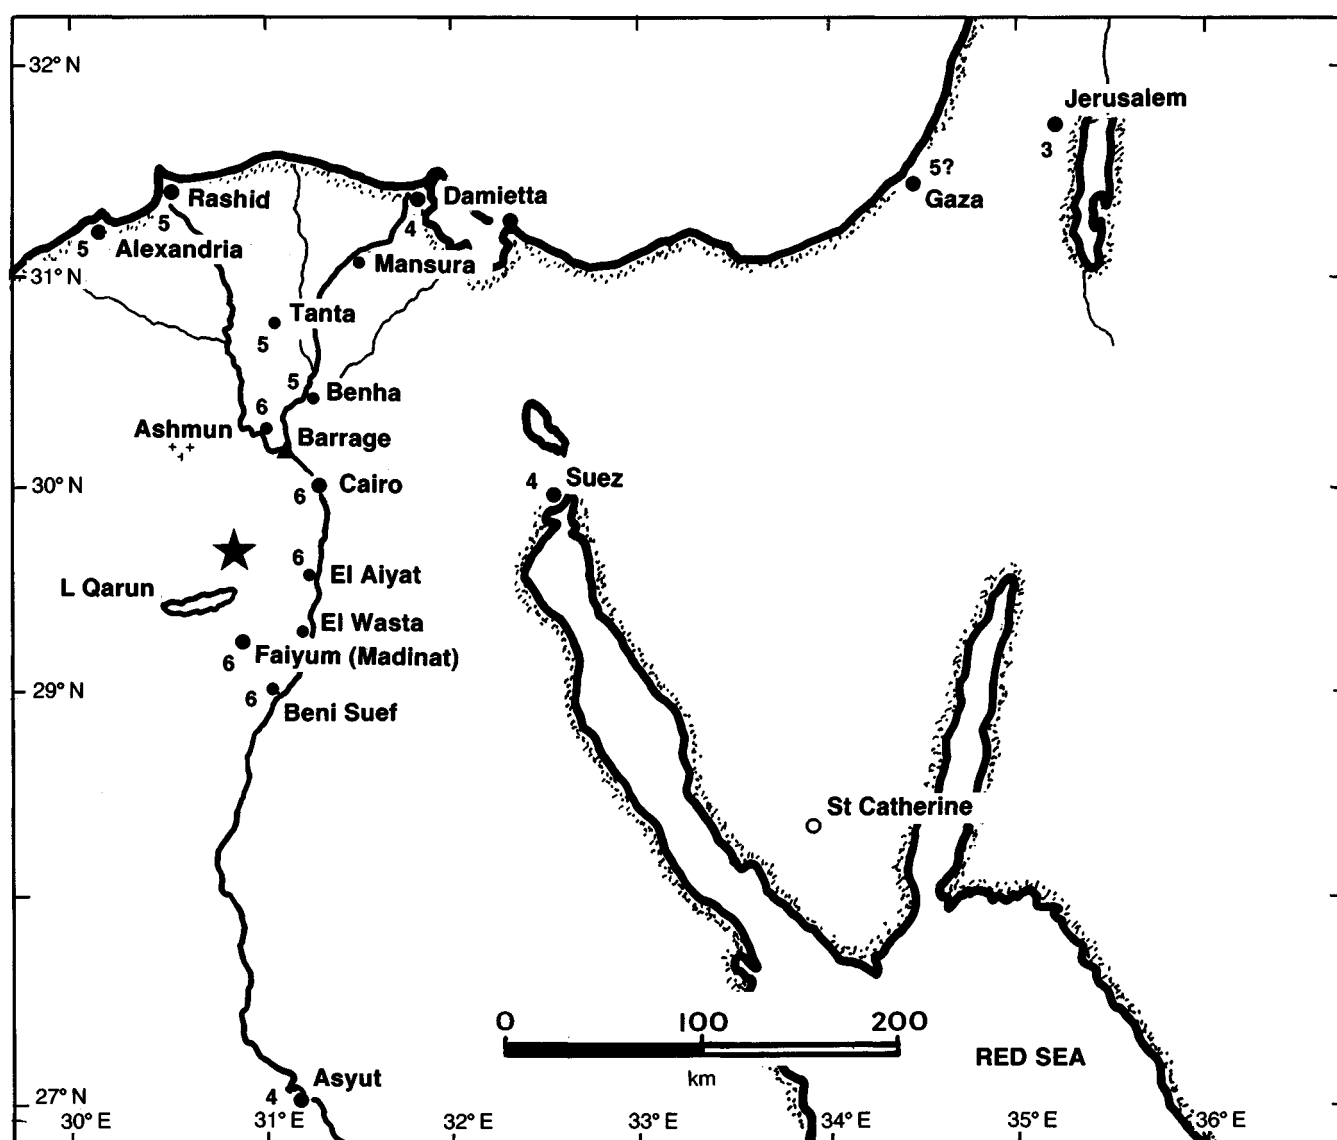 32° N
Jerusalem
3
5?
Gaza
Rashid
5
Damietta
4
5
Alexandria
Mansura
31° N
Tanta
5
5
Benha
6
Ashmun
Barrage
30° N
6
Cairo
4
Suez
6
El Aiyat
L Qarun
El Wasta
6
Faiyum (Madinat)
29° N
6
Beni Suef
St Catherine
0 100 200
km
RED SEA
Asyut
4
27° N
30° E 31° E 32° E 33° E 34° E 35° E 36° E